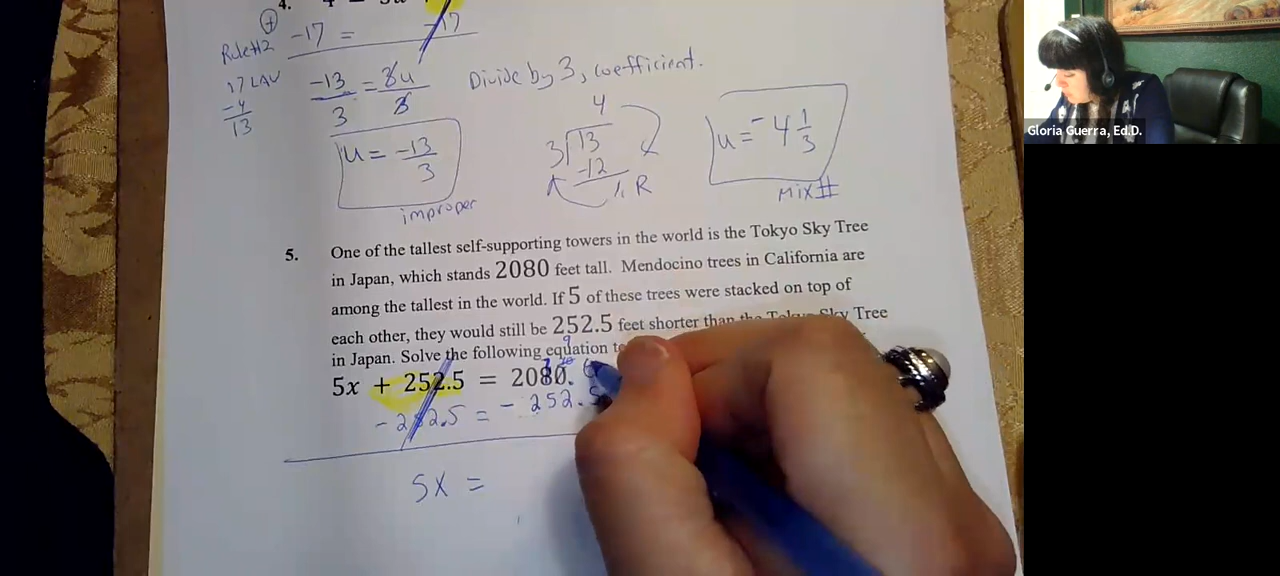 4.
-17 = -17
Rule #2
17 LAV
-4
13
-13 = 3u
3 3
Divide by 3, coefficient.
u = -13
3
improper
4
3 13
-12
1 R
u = -4 1/3
Mix #
Gloria Guerra, Ed.D.
5. One of the tallest self-supporting towers in the world is the Tokyo Sky Tree
in Japan, which stands 2080 feet tall. Mendocino trees in California are
among the tallest in the world. If 5 of these trees were stacked on top of
each other, they would still be 252.5 feet shorter than the Tokyo Sky Tree
in Japan. Solve the following equation to
5x + 252.5 = 2080.
- 252.5 = - 252.5
5x =